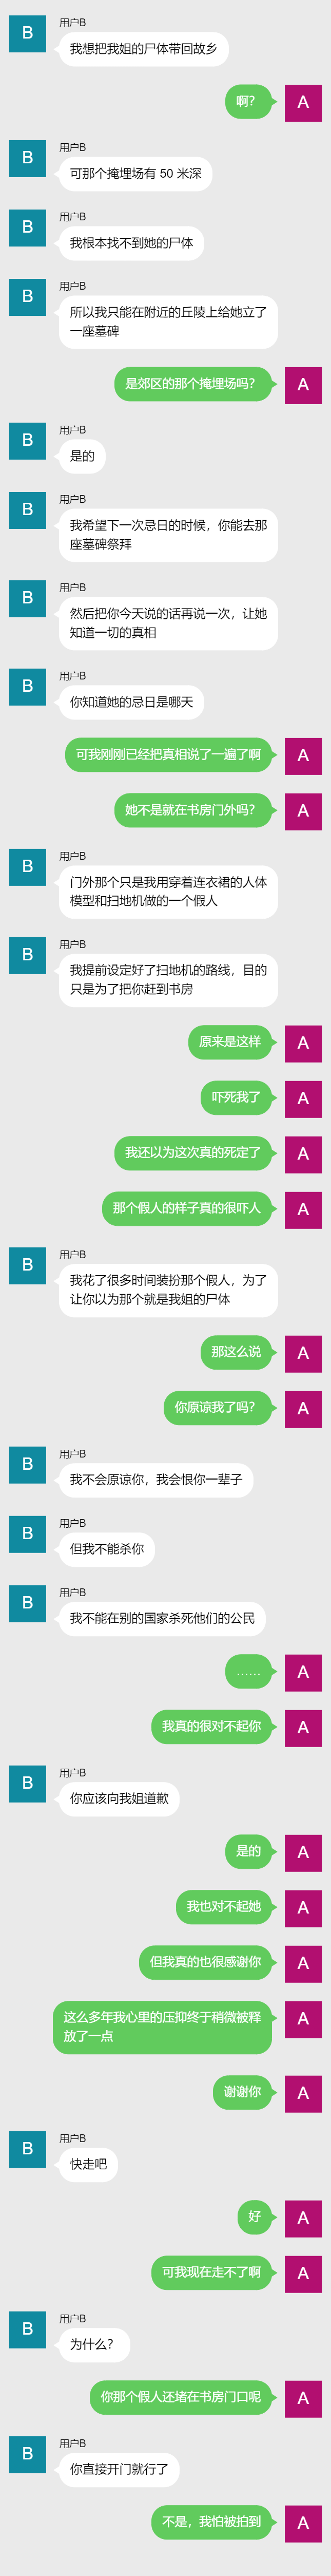 B
用户B
我想把我姐的尸体带回故乡
啊？
A
B
用户B
可那个掩埋场有 50 米深
B
用户B
我根本找不到她的尸体
B
用户B
所以我只能在附近的丘陵上给她立了
一座墓碑
是郊区的那个掩埋场吗？
A
B
用户B
是的
B
用户B
我希望下一次忌日的时候，你能去那
座墓碑祭拜
B
用户B
然后把你今天说的话再说一次，让她
知道一切的真相
B
用户B
你知道她的忌日是哪天
可我刚刚已经把真相说了一遍了啊
A
她不是就在书房门外吗？
A
B
用户B
门外那个只是我用穿着连衣裙的人体
模型和扫地机做的一个假人
B
用户B
我提前设定好了扫地机的路线，目的
只是为了把你赶到书房
原来是这样
A
吓死我了
A
我还以为这次真的死定了
A
那个假人的样子真的很吓人
A
B
用户B
我花了很多时间装扮那个假人，为了
让你以为那个就是我姐的尸体
那这么说
A
你原谅我了吗？
A
B
用户B
我不会原谅你，我会恨你一辈子
B
用户B
但我不能杀你
B
用户B
我不能在别的国家杀死他们的公民
……
A
我真的很对不起你
A
B
用户B
你应该向我姐道歉
是的
A
我也对不起她
A
但我真的也很感谢你
A
这么多年我心里的压抑终于稍微被释
放了一点
A
谢谢你
A
B
用户B
快走吧
好
A
可我现在走不了啊
A
B
用户B
为什么？
你那个假人还堵在书房门口呢
A
B
用户B
你直接开门就行了
不是，我怕被拍到
A